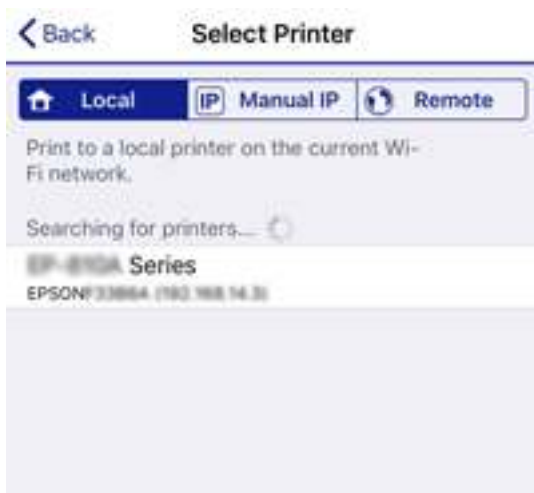 Back
Select Printer
Local
IP Manual IP
Remote
Print to a local printer on the current Wi-
Fi network.
Searching for printers...
Series
EPSON